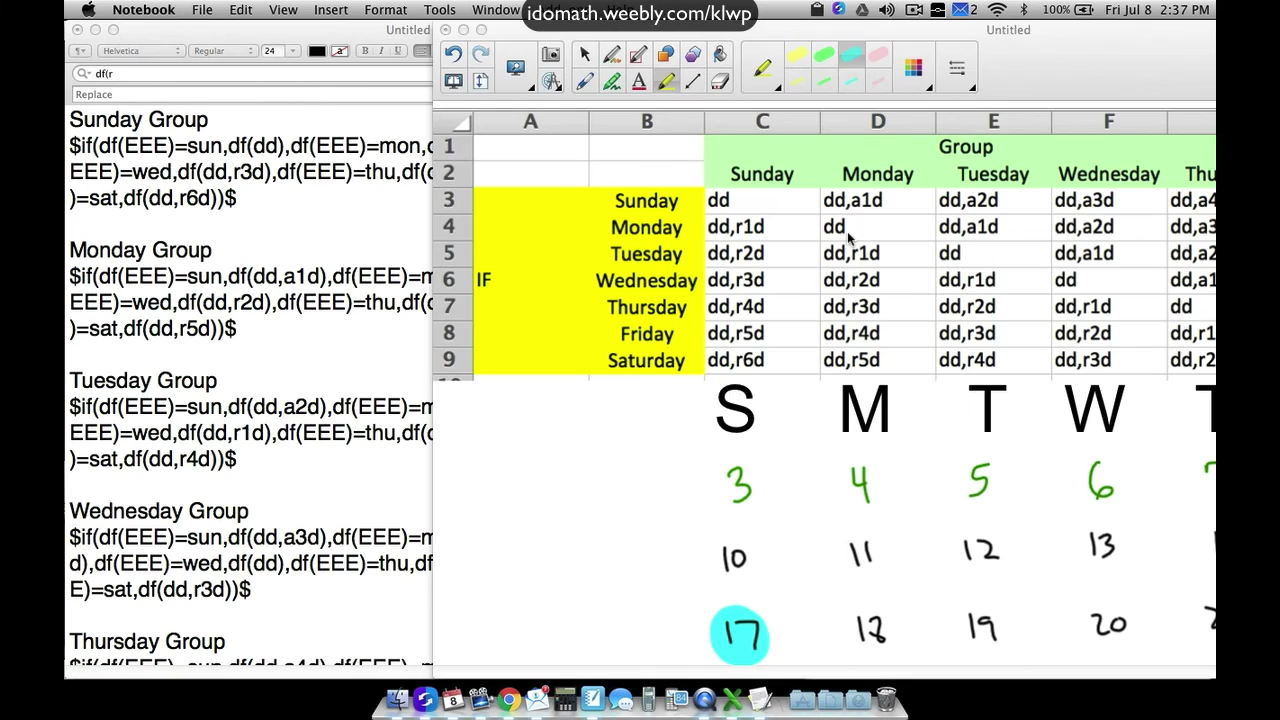 idomath.weebly.com/klwp
Notebook File Edit View Insert Format Tools Window
2 100% Fri Jul 8 2:37 PM
Untitled
Untitled
Helvetica Regular 24 B I U
df(r
Replace
Sunday Group
$if(df(EEE)=sun,df(dd),df(EEE)=mon,
EEE)=wed,df(dd,r3d),df(EEE)=thu,df(
)=sat,df(dd,r6d))$
Monday Group
$if(df(EEE)=sun,df(dd,a1d),df(EEE)=m
EEE)=wed,df(dd,r2d),df(EEE)=thu,df(
)=sat,df(dd,r5d))$
Tuesday Group
$if(df(EEE)=sun,df(dd,a2d),df(EEE)=m
EEE)=wed,df(dd,r1d),df(EEE)=thu,df(
)=sat,df(dd,r4d))$
Wednesday Group
$if(df(EEE)=sun,df(dd,a3d),df(EEE)=m
d),df(EEE)=wed,df(dd),df(EEE)=thu,df
E)=sat,df(dd,r3d))$
Thursday Group
A B C D E F
1 Group
2 Sunday Monday Tuesday Wednesday Thu
3 Sunday dd dd,a1d dd,a2d dd,a3d dd,a4
4 Monday dd,r1d dd dd,a1d dd,a2d dd,a3
5 Tuesday dd,r2d dd,r1d dd dd,a1d dd,a2
6 IF Wednesday dd,r3d dd,r2d dd,r1d dd dd,a1
7 Thursday dd,r4d dd,r3d dd,r2d dd,r1d dd
8 Friday dd,r5d dd,r4d dd,r3d dd,r2d dd,r1
9 Saturday dd,r6d dd,r5d dd,r4d dd,r3d dd,r2
S M T W T
3 4 5 6
10 11 12 13
17 18 19 20